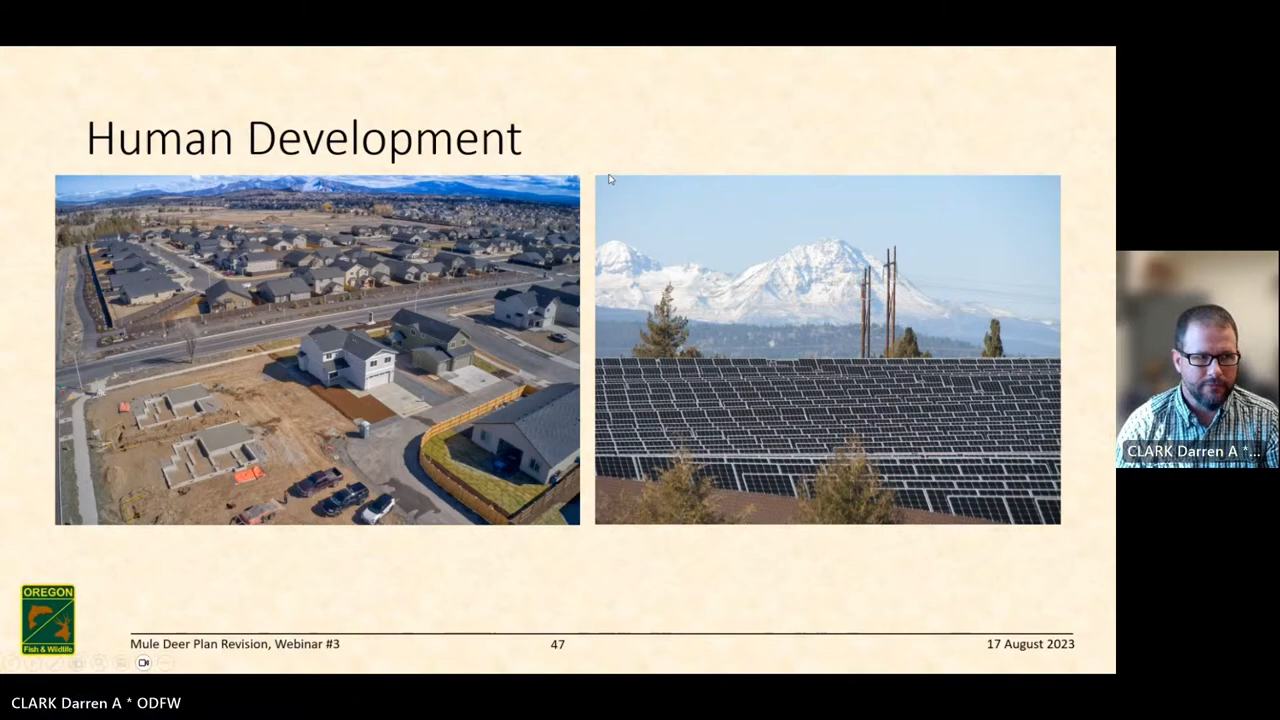 Human Development
CLARK Darren A *...
OREGON
Fish & Wildlife
Mule Deer Plan Revision, Webinar #3
47
17 August 2023
CLARK Darren A * ODFW